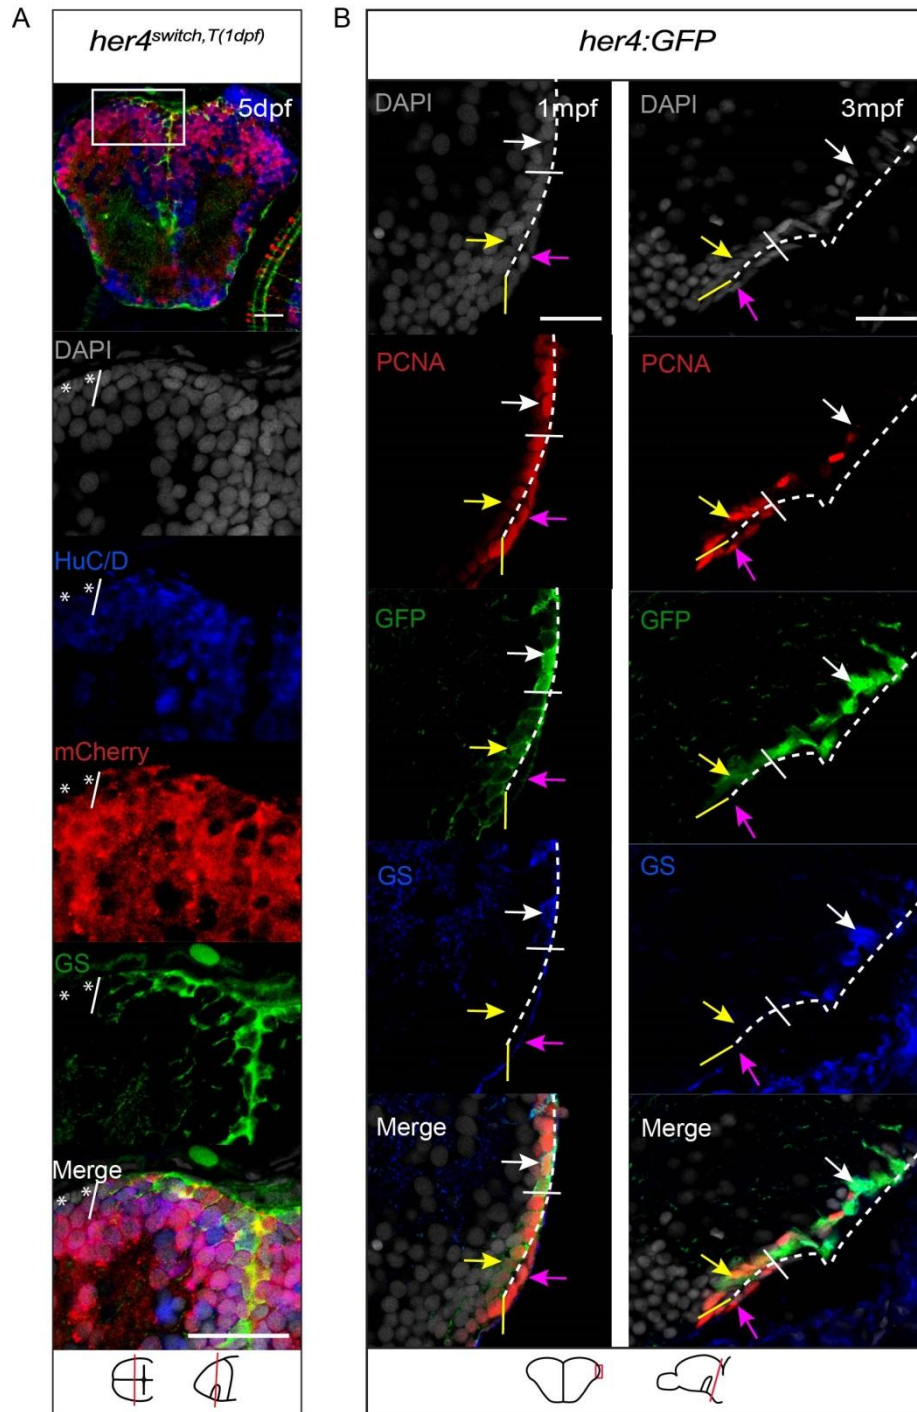 A
her4switch,T(1dpf)
5dpf
DAPI
* *
HuC/D
* *
mCherry
* *
GS
* *
Merge
* *
B
her4:GFP
DAPI
1mpf
DAPI
3mpf
PCNA
PCNA
GFP
GFP
GS
GS
Merge
Merge